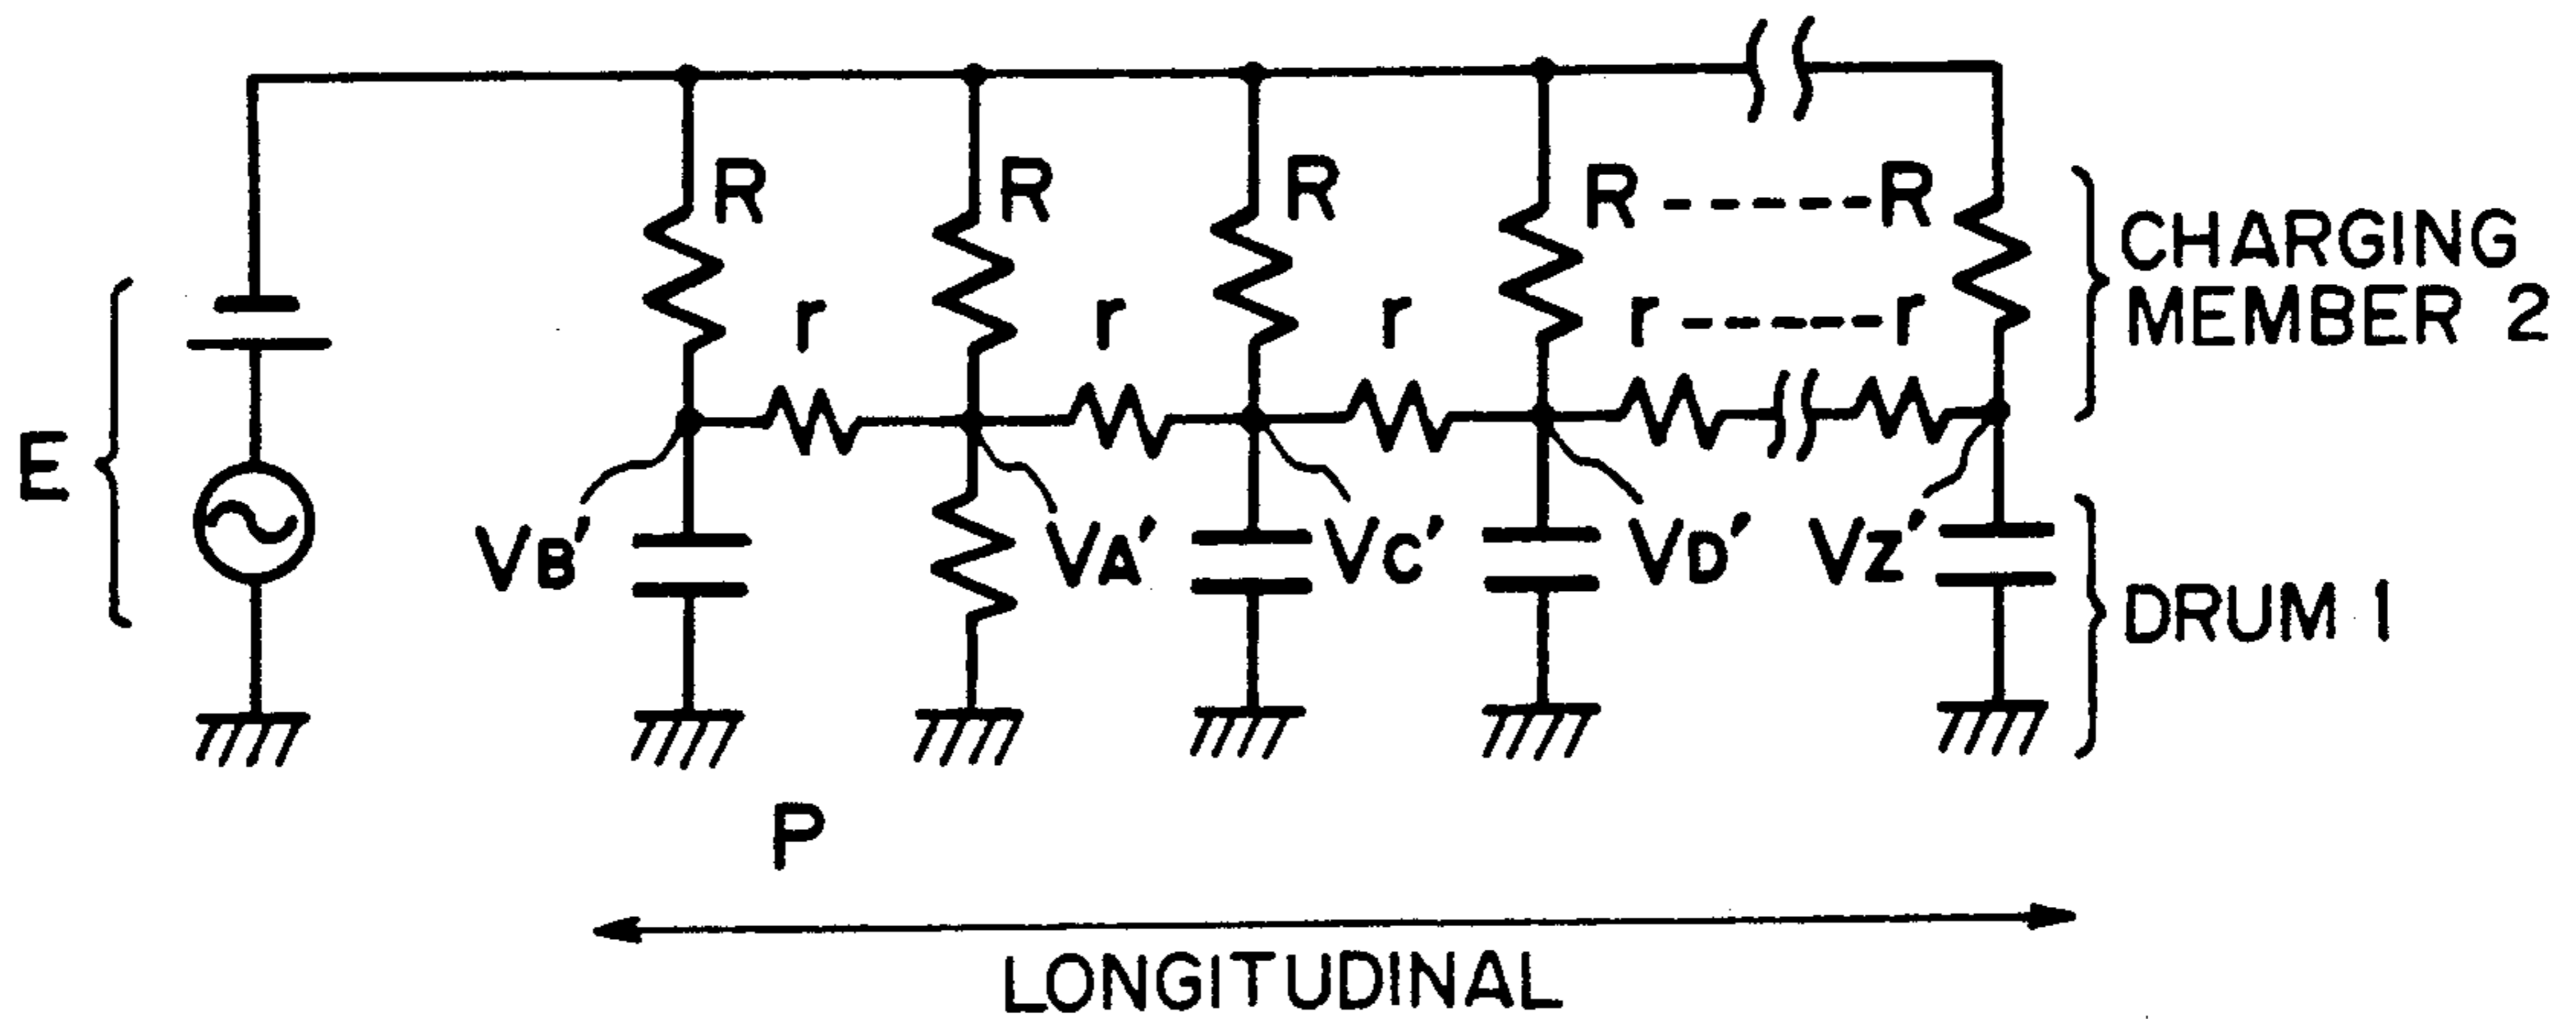 R R R R - - - - - R
r r r r - - - - - r
CHARGING
MEMBER 2
E
VB' VA' VC' VD' VZ'
DRUM 1
P
LONGITUDINAL